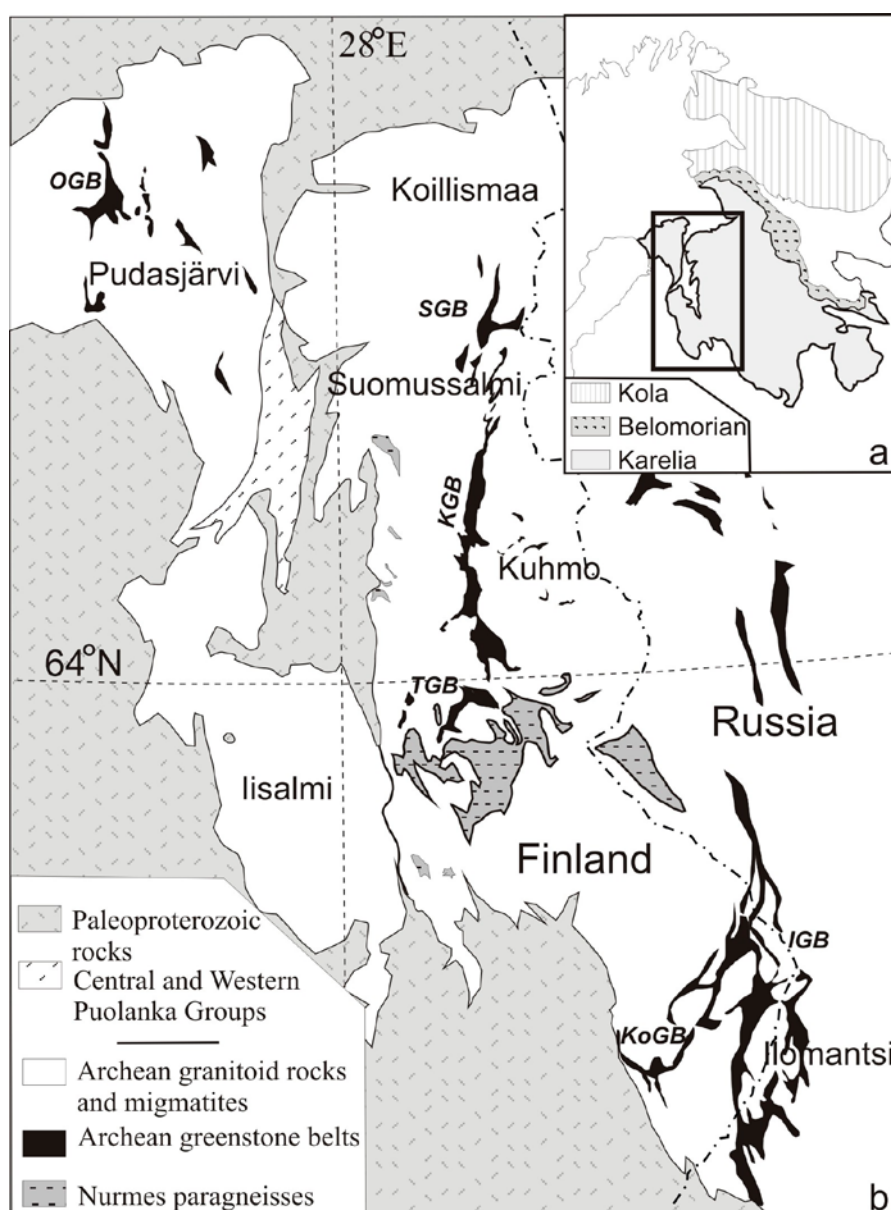 28°E
OGB
Koillismaa
Pudasjärvi
SGB
Suomussalmi
Kola
Belomorian
Karelia
a
KGB
Kuhmo
64°N
TGB
Russia
Iisalmi
Finland
IGB
KoGB
Ilomantsi
Paleoproterozoic
rocks
Central and Western
Puolanka Groups
Archean granitoid rocks
and migmatites
Archean greenstone belts
Nurmes paragneisses
b